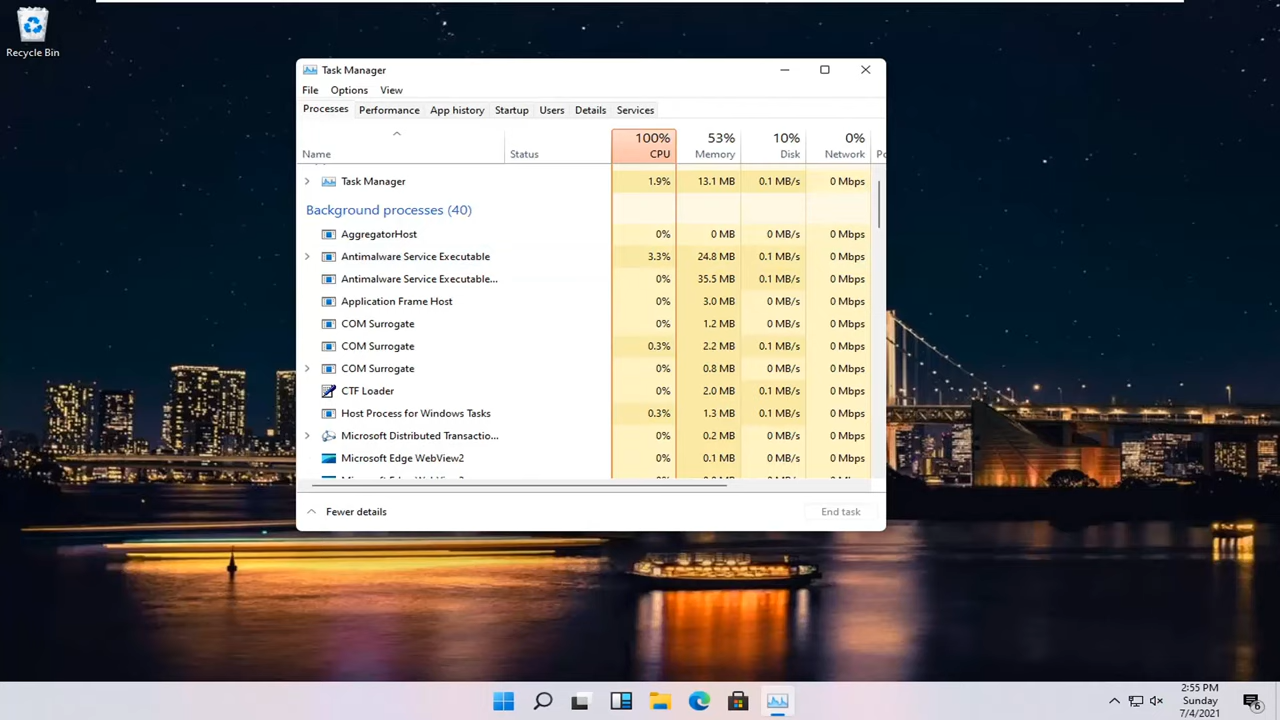 Recycle Bin
Task Manager
File Options View
Processes Performance App history Startup Users Details Services
100% 53% 10% 0%
Name Status CPU Memory Disk Network Po
Task Manager 1.9% 13.1 MB 0.1 MB/s 0 Mbps
Background processes (40)
AggregatorHost 0% 0 MB 0 MB/s 0 Mbps
Antimalware Service Executable 3.3% 24.8 MB 0.1 MB/s 0 Mbps
Antimalware Service Executable... 0% 35.5 MB 0.1 MB/s 0 Mbps
Application Frame Host 0% 3.0 MB 0 MB/s 0 Mbps
COM Surrogate 0% 1.2 MB 0 MB/s 0 Mbps
COM Surrogate 0.3% 2.2 MB 0.1 MB/s 0 Mbps
COM Surrogate 0% 0.8 MB 0 MB/s 0 Mbps
CTF Loader 0% 2.0 MB 0.1 MB/s 0 Mbps
Host Process for Windows Tasks 0.3% 1.3 MB 0.1 MB/s 0 Mbps
Microsoft Distributed Transactio... 0% 0.2 MB 0 MB/s 0 Mbps
Microsoft Edge WebView2 0% 0.1 MB 0 MB/s 0 Mbps
Fewer details End task
2:55 PM
Sunday
7/4/2021
6